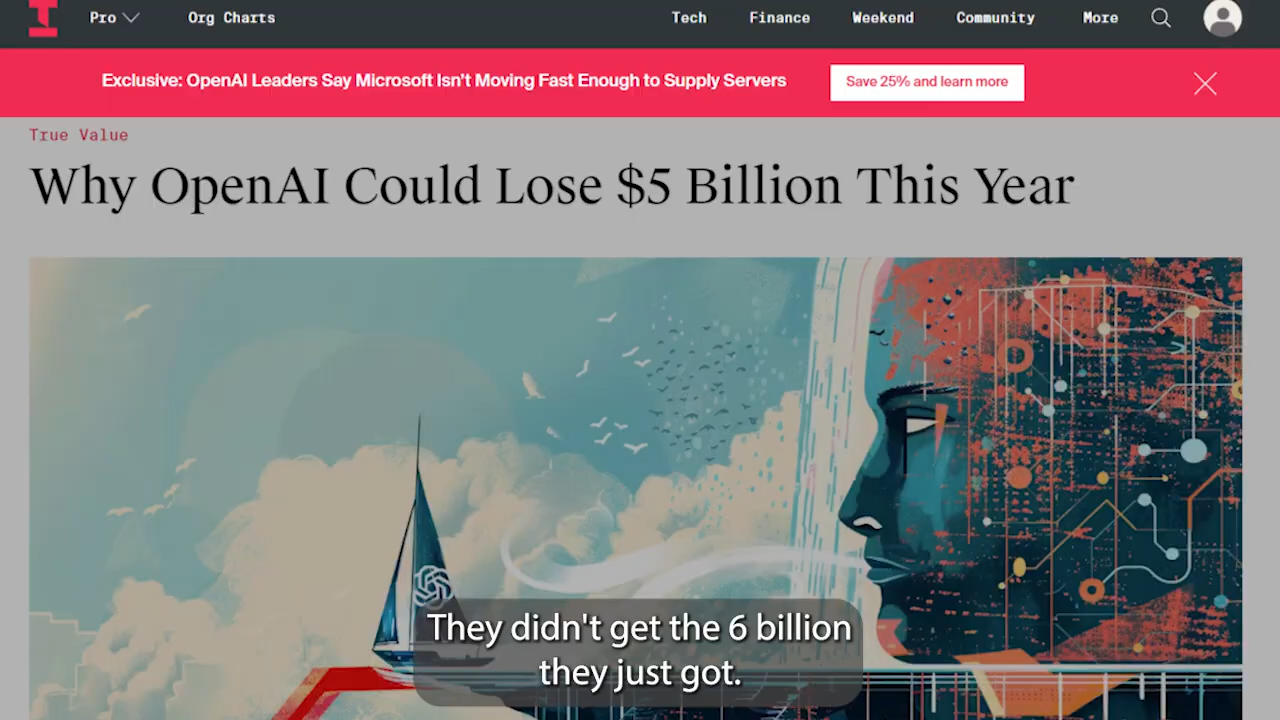 Pro
Org Charts
Tech
Finance
Weekend
Community
More
Exclusive: OpenAI Leaders Say Microsoft Isn't Moving Fast Enough to Supply Servers
Save 25% and learn more
True Value
Why OpenAI Could Lose $5 Billion This Year
They didn't get the 6 billion
they just got.